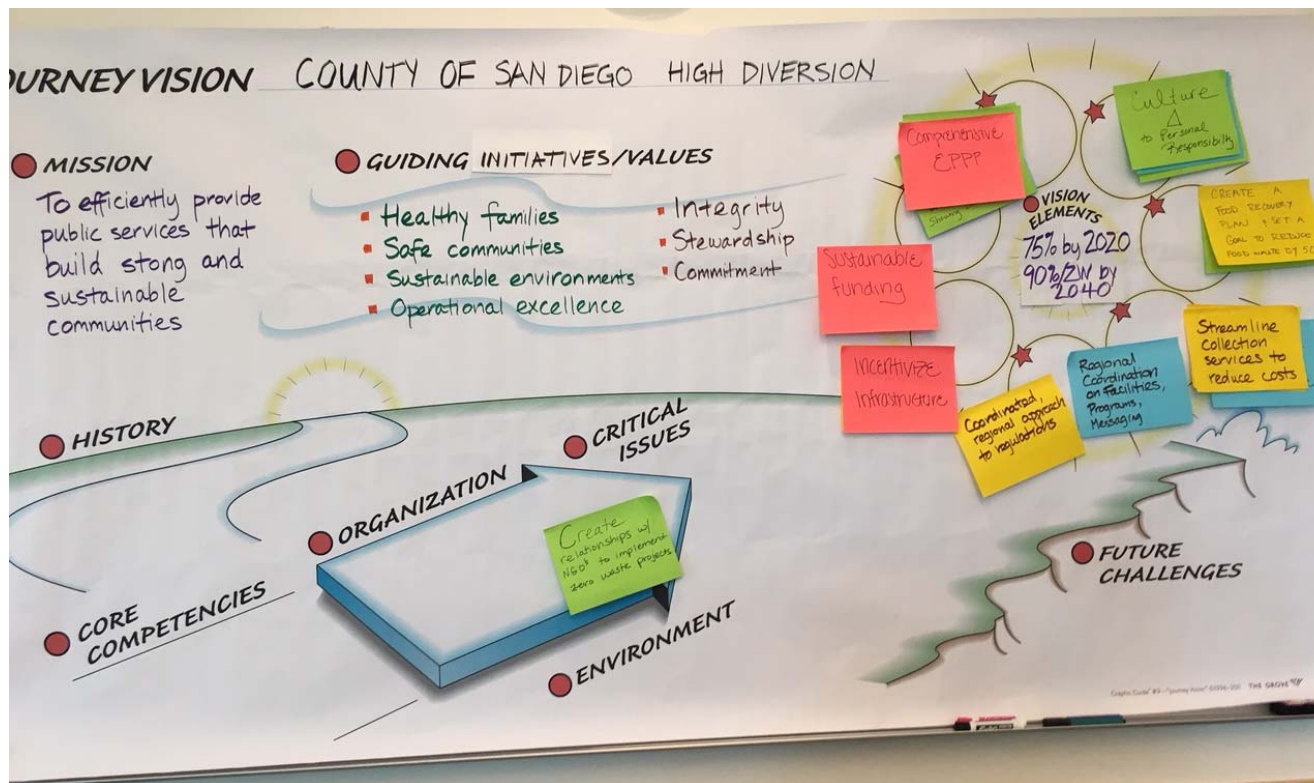 OURNEY VISION COUNTY OF SAN DIEGO HIGH DIVERSION
MISSION
To efficiently provide
public services that
build stong and
sustainable
communities
GUIDING INITIATIVES/VALUES
Healthy families
Safe communities
Sustainable environments
Operational excellence
Integrity
Stewardship
Commitment
Comprehensive
EPPP
Culture
Δ
to Personal
Responsibility
VISION
ELEMENTS
75% by 2020
90%/ZW by
2040
CREATE A
FOOD RECOVERY
PLAN + SET A
GOAL TO REDUCE
FOOD WASTE BY
Sustainable
funding
Incentivize
Infrastructure
Coordinated,
regional approach
to regulations
Regional
Coordination
on facilities,
Programs,
Messaging
Streamline
collection
services to
reduce costs
HISTORY
CRITICAL
ISSUES
ORGANIZATION
Create
relationships w/
NGOs to implement
zero waste projects
CORE
COMPETENCIES
ENVIRONMENT
FUTURE
CHALLENGES
THE GROVE